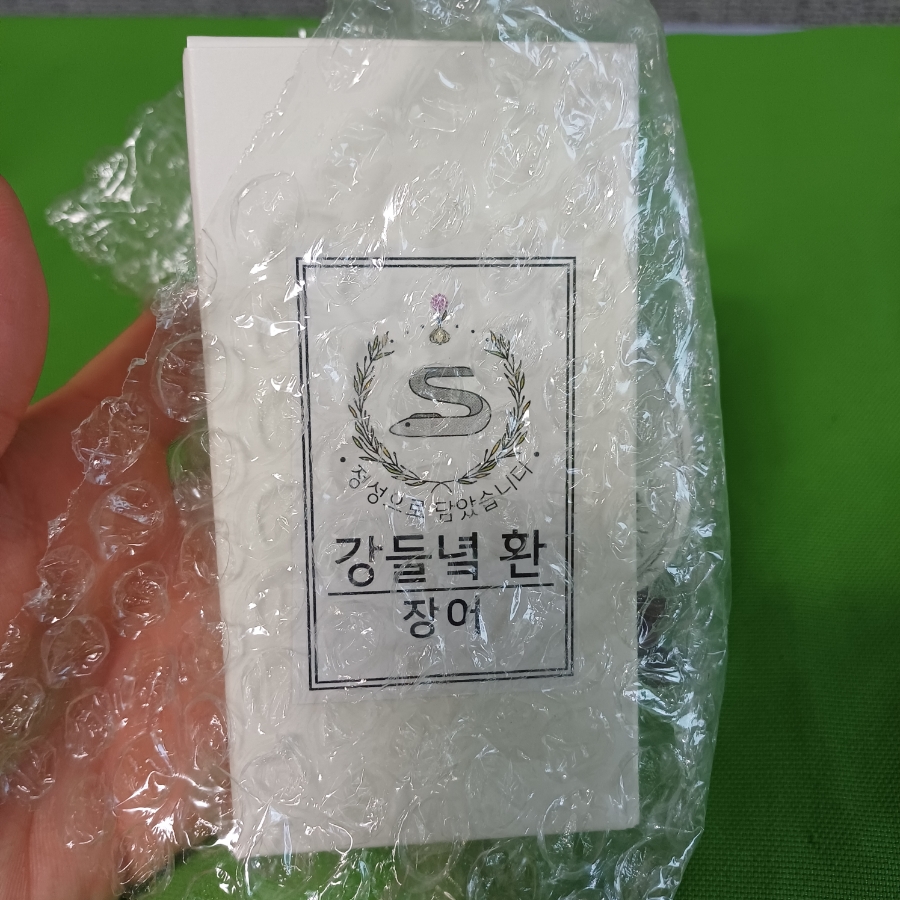 정성으로 담았습니다
강들녘 환
장어